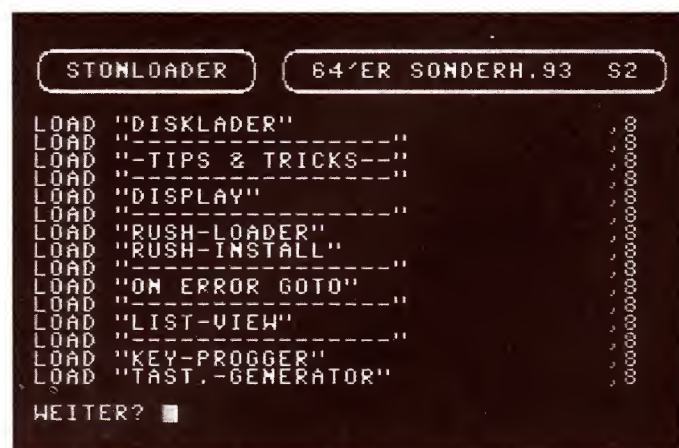 STONLOADER 64'ER SONDERH.93 S2
LOAD "DISKLADER" ,8
LOAD "----------------" ,8
LOAD "-TIPS & TRICKS--" ,8
LOAD "----------------" ,8
LOAD "DISPLAY" ,8
LOAD "----------------" ,8
LOAD "RUSH-LOADER" ,8
LOAD "RUSH-INSTALL" ,8
LOAD "----------------" ,8
LOAD "ON ERROR GOTO" ,8
LOAD "----------------" ,8
LOAD "LIST-VIEW" ,8
LOAD "----------------" ,8
LOAD "KEY-PROGGER" ,8
LOAD "TAST.-GENERATOR" ,8
WEITER?